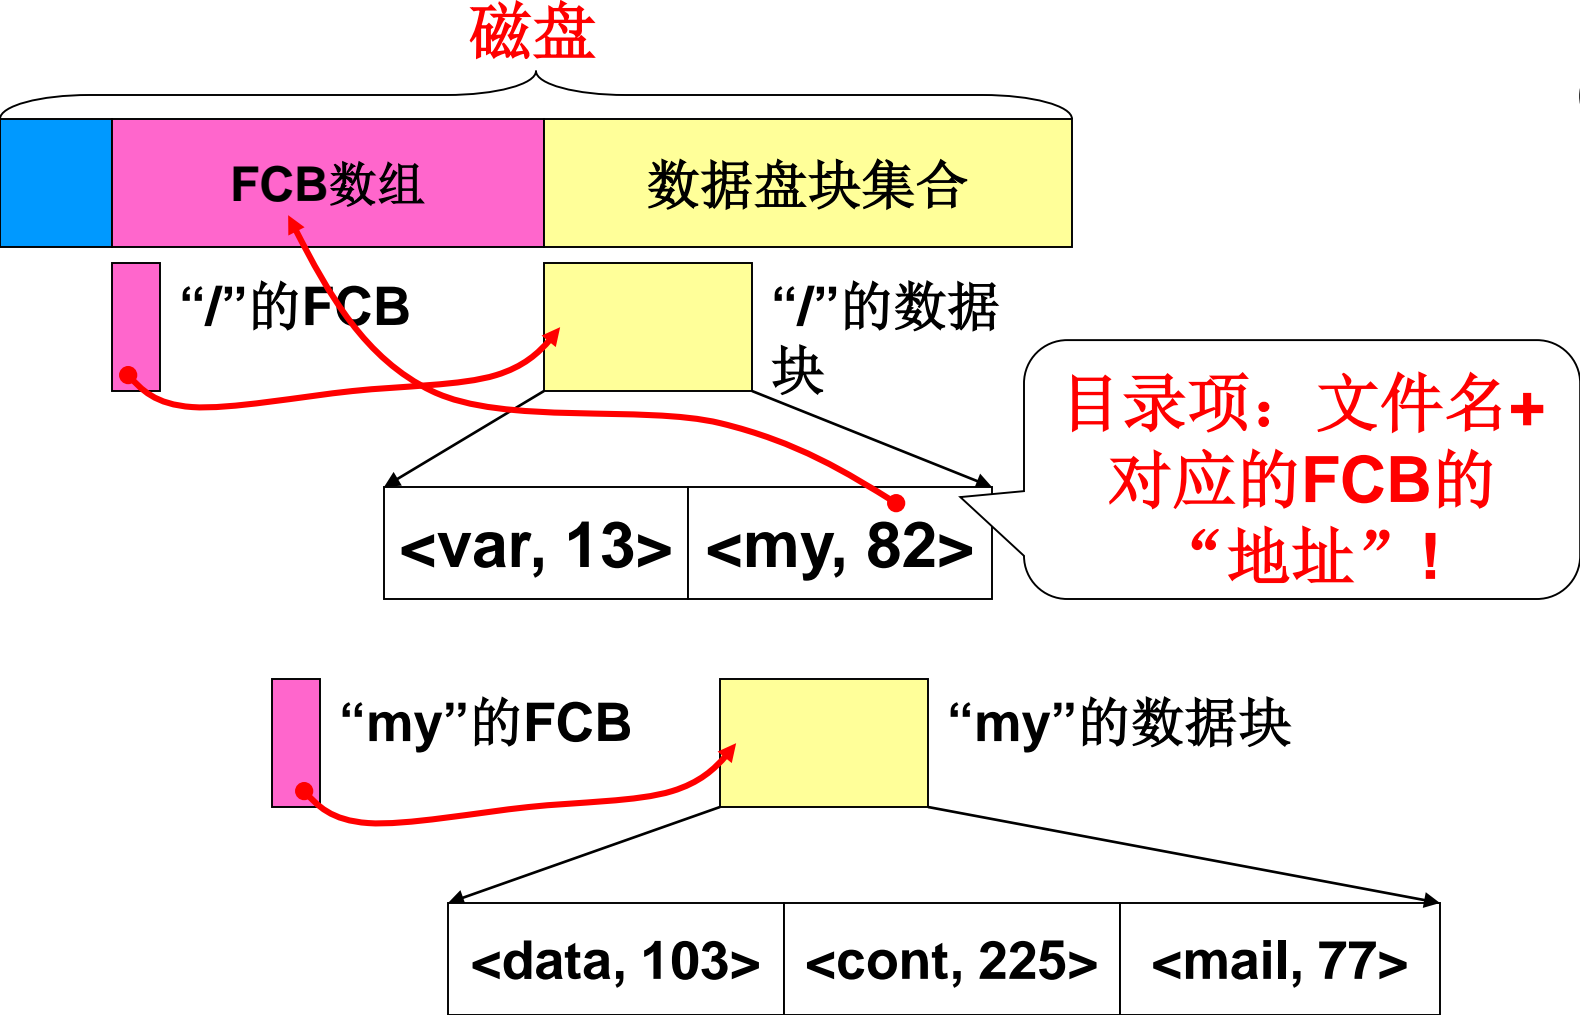 磁盘
FCB数组
数据盘块集合
“/”的FCB
“/”的数据
块
目录项：文件名+
对应的FCB的
“地址”！
<var, 13>
<my, 82>
“my”的FCB
“my”的数据块
<data, 103>
<cont, 225>
<mail, 77>